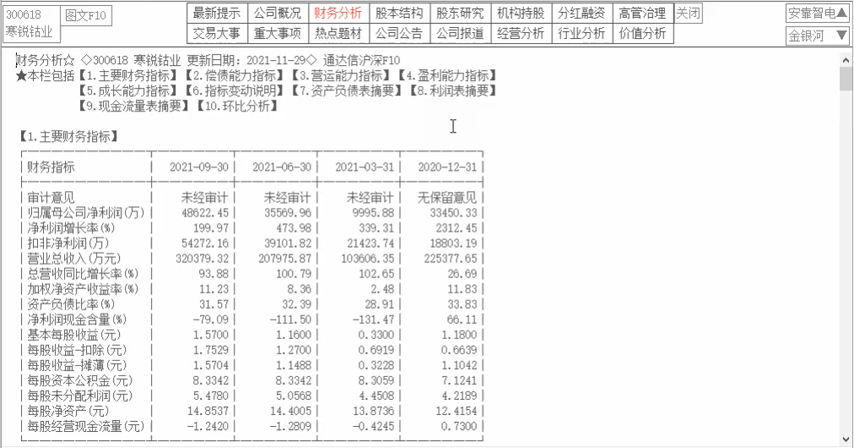 300618 寒锐钴业
图文F10
最新提示 公司概况 财务分析 股本结构 股东研究 机构持股 分红融资 高管治理 关闭
交易大事 重大事项 热点题材 公司公告 公司报道 经营分析 行业分析 价值分析
安靠智电▲
金银河 ▼
财务分析☆ ◇300618 寒锐钴业 更新日期: 2021-11-29◇ 通达信沪深F10
★本栏包括【1.主要财务指标】【2.偿债能力指标】【3.营运能力指标】【4.盈利能力指标】
【5.成长能力指标】【6.指标变动说明】【7.资产负债表摘要】【8.利润表摘要】
【9.现金流量表摘要】【10.环比分析】
【1.主要财务指标】
财务指标 2021-09-30 2021-06-30 2021-03-31 2020-12-31
审计意见 未经审计 未经审计 未经审计 无保留意见
归属母公司净利润(万) 48622.45 35569.96 9995.88 33450.33
净利润增长率(%) 199.97 473.98 339.31 2312.45
扣非净利润(万) 54272.16 39101.82 21423.74 18803.19
营业总收入(万元) 320379.32 207975.87 103606.35 225377.65
总营收同比增长率(%) 93.88 100.79 102.65 26.69
加权净资产收益率(%) 11.23 8.36 2.48 11.83
资产负债比率(%) 31.57 32.39 28.91 33.83
净利润现金含量(%) -79.09 -111.50 -131.47 66.11
基本每股收益(元) 1.5700 1.1600 0.3300 1.1800
每股收益-扣除(元) 1.7529 1.2700 0.6919 0.6639
每股收益-摊薄(元) 1.5704 1.1488 0.3228 1.1042
每股资本公积金(元) 8.3342 8.3342 8.3059 7.1241
每股未分配利润(元) 5.4780 5.0568 4.4508 4.2189
每股净资产(元) 14.8537 14.4005 13.8736 12.4154
每股经营现金流量(元) -1.2420 -1.2809 -0.4245 0.7300